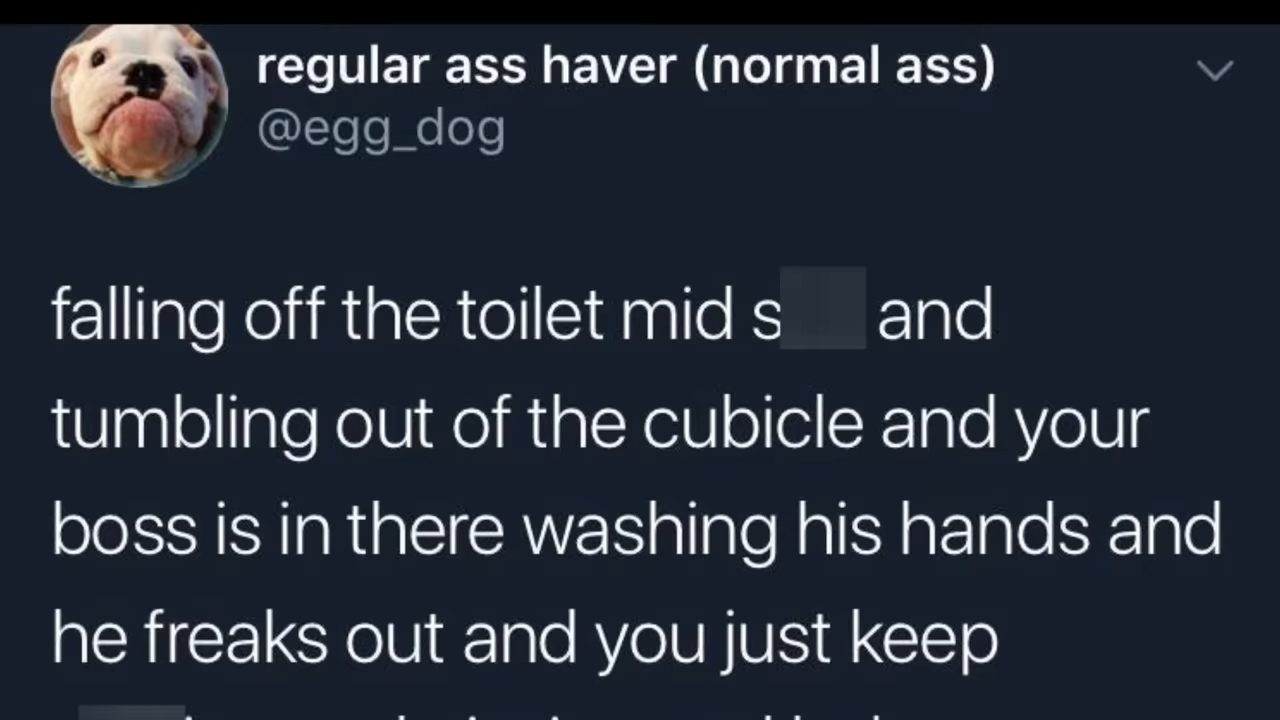 regular ass haver (normal ass)
@egg_dog
falling off the toilet mid s and
tumbling out of the cubicle and your
boss is in there washing his hands and
he freaks out and you just keep